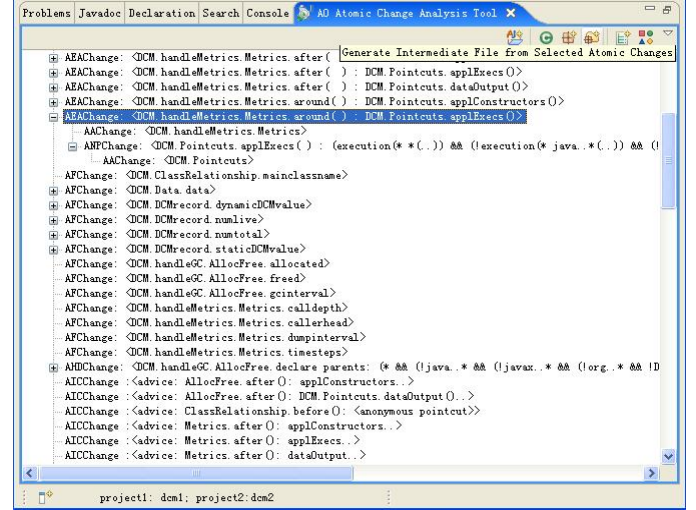 Problems Javadoc Declaration Search Console AO Atomic Change Analysis Tool
Generate Intermediate File from Selected Atomic Changes
AEAChange: <DCM.handleMetrics.Metrics.after(
AEAChange: <DCM.handleMetrics.Metrics.after( ) : DCM.Pointcuts.applExecs()>
AEAChange: <DCM.handleMetrics.Metrics.after( ) : DCM.Pointcuts.dataOutput()>
AEAChange: <DCM.handleMetrics.Metrics.around( ) : DCM.Pointcuts.applConstructors()>
AEAChange: <DCM.handleMetrics.Metrics.around( ) : DCM.Pointcuts.applExecs()>
AAChange: <DCM.handleMetrics.Metrics>
ANPChange: <DCM.Pointcuts.applExecs( ) : (execution(* *(..)) && (!execution(* java..*(..)) && (!
AAChange: <DCM.Pointcuts>
AFChange: <DCM.ClassRelationship.mainclassname>
AFChange: <DCM.Data.data>
AFChange: <DCM.DCMrecord.dynamicDCMvalue>
AFChange: <DCM.DCMrecord.numlive>
AFChange: <DCM.DCMrecord.numtotal>
AFChange: <DCM.DCMrecord.staticDCMvalue>
AFChange: <DCM.handleGC.AllocFree.allocated>
AFChange: <DCM.handleGC.AllocFree.freed>
AFChange: <DCM.handleGC.AllocFree.gcinterval>
AFChange: <DCM.handleMetrics.Metrics.calldepth>
AFChange: <DCM.handleMetrics.Metrics.callerhead>
AFChange: <DCM.handleMetrics.Metrics.dumpinterval>
AFChange: <DCM.handleMetrics.Metrics.timesteps>
AHDChange: <DCM.handleGC.AllocFree.declare parents: (* && (!java..* && (!javax..* && (!org..* && !D
AICChange :<advice: AllocFree.after(): applConstructors..>
AICChange :<advice: AllocFree.after(): DCM.Pointcuts.dataOutput()..>
AICChange :<advice: ClassRelationship.before(): <anonymous pointcut>>
AICChange :<advice: Metrics.after(): applConstructors..>
AICChange :<advice: Metrics.after(): applExecs..>
AICChange :<advice: Metrics.after(): dataOutput..>
project1: dcm1; project2:dcm2